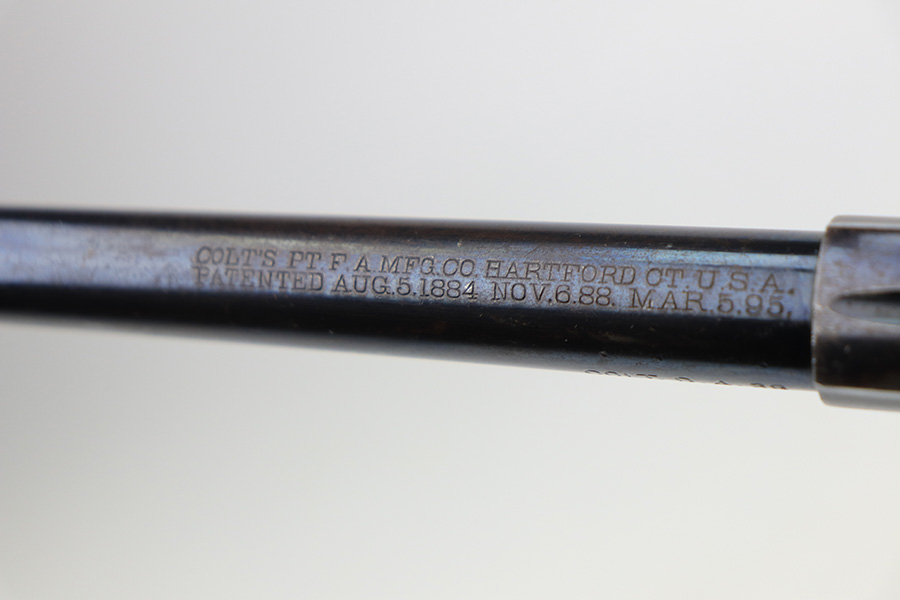 COLT'S PT F A MFG.CO. HARTFORD CT. U.S.A.
PATENTED AUG.5.1884 NOV.6.88. MAR.5.95,